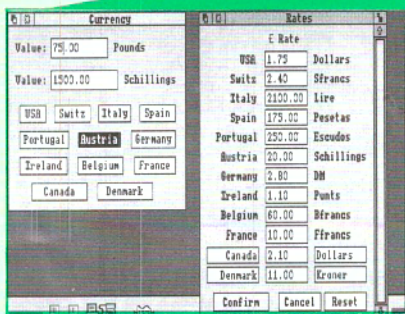 Currency
Value: 75.00 Pounds
Value: 1500.00 Schillings
USA Switz Italy Spain
Portugal Austria Germany
Ireland Belgium France
Canada Denmark
Rates
£ Rate
USA 1.75 Dollars
Switz 2.40 Sfrancs
Italy 2100.00 Lire
Spain 175.00 Pesetas
Portugal 250.00 Escudos
Austria 20.00 Schillings
Germany 2.80 DM
Ireland 1.10 Punts
Belgium 60.00 Bfrancs
France 10.00 Ffrancs
Canada 2.10 Dollars
Denmark 11.00 Kroner
Confirm Cancel Reset